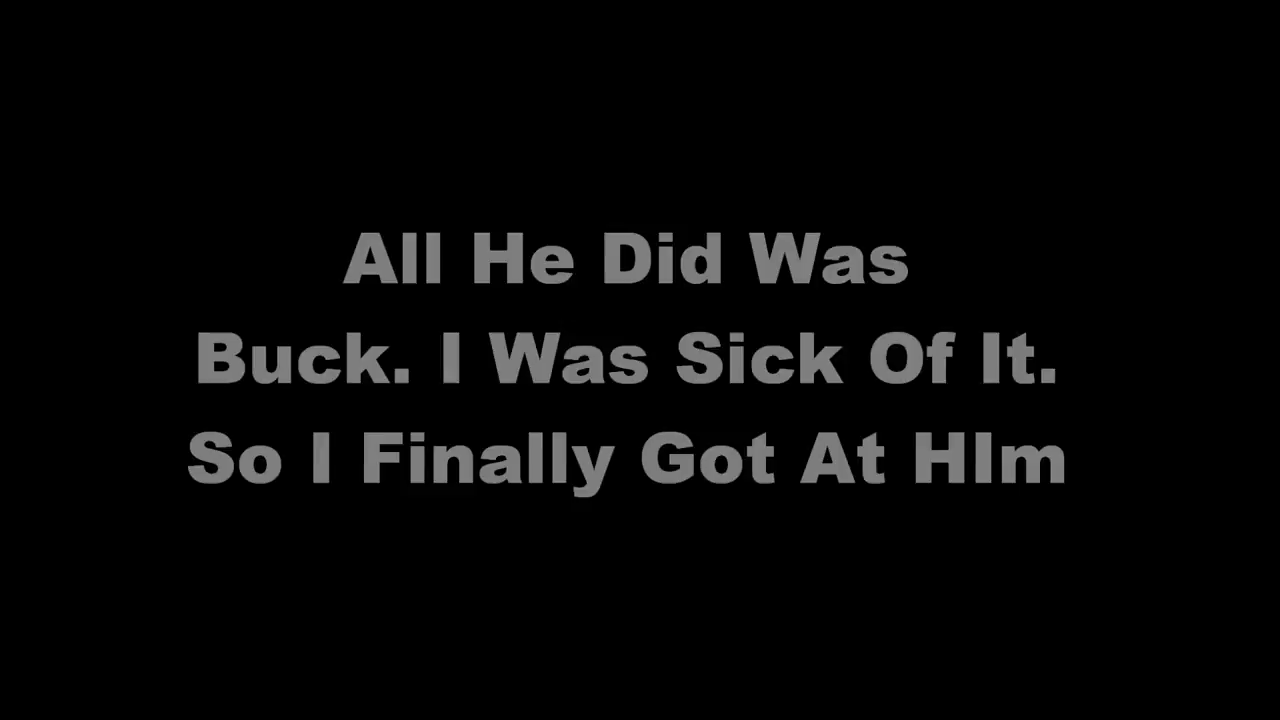 All He Did Was
Buck. I Was Sick Of It.
So I Finally Got At HIm